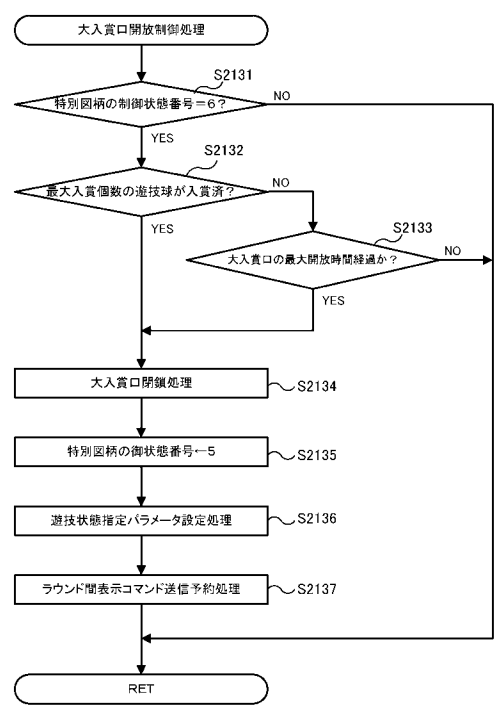 大入賞口開放制御処理
S2131
特別図柄の制御状態番号=6?
NO
YES
S2132
最大入賞個数の遊技球が入賞済?
NO
YES
S2133
大入賞口の最大開放時間経過か?
NO
YES
大入賞口閉鎖処理
S2134
特別図柄の御状態番号←5
S2135
遊技状態指定パラメータ設定処理
S2136
ラウンド間表示コマンド送信予約処理
S2137
RET